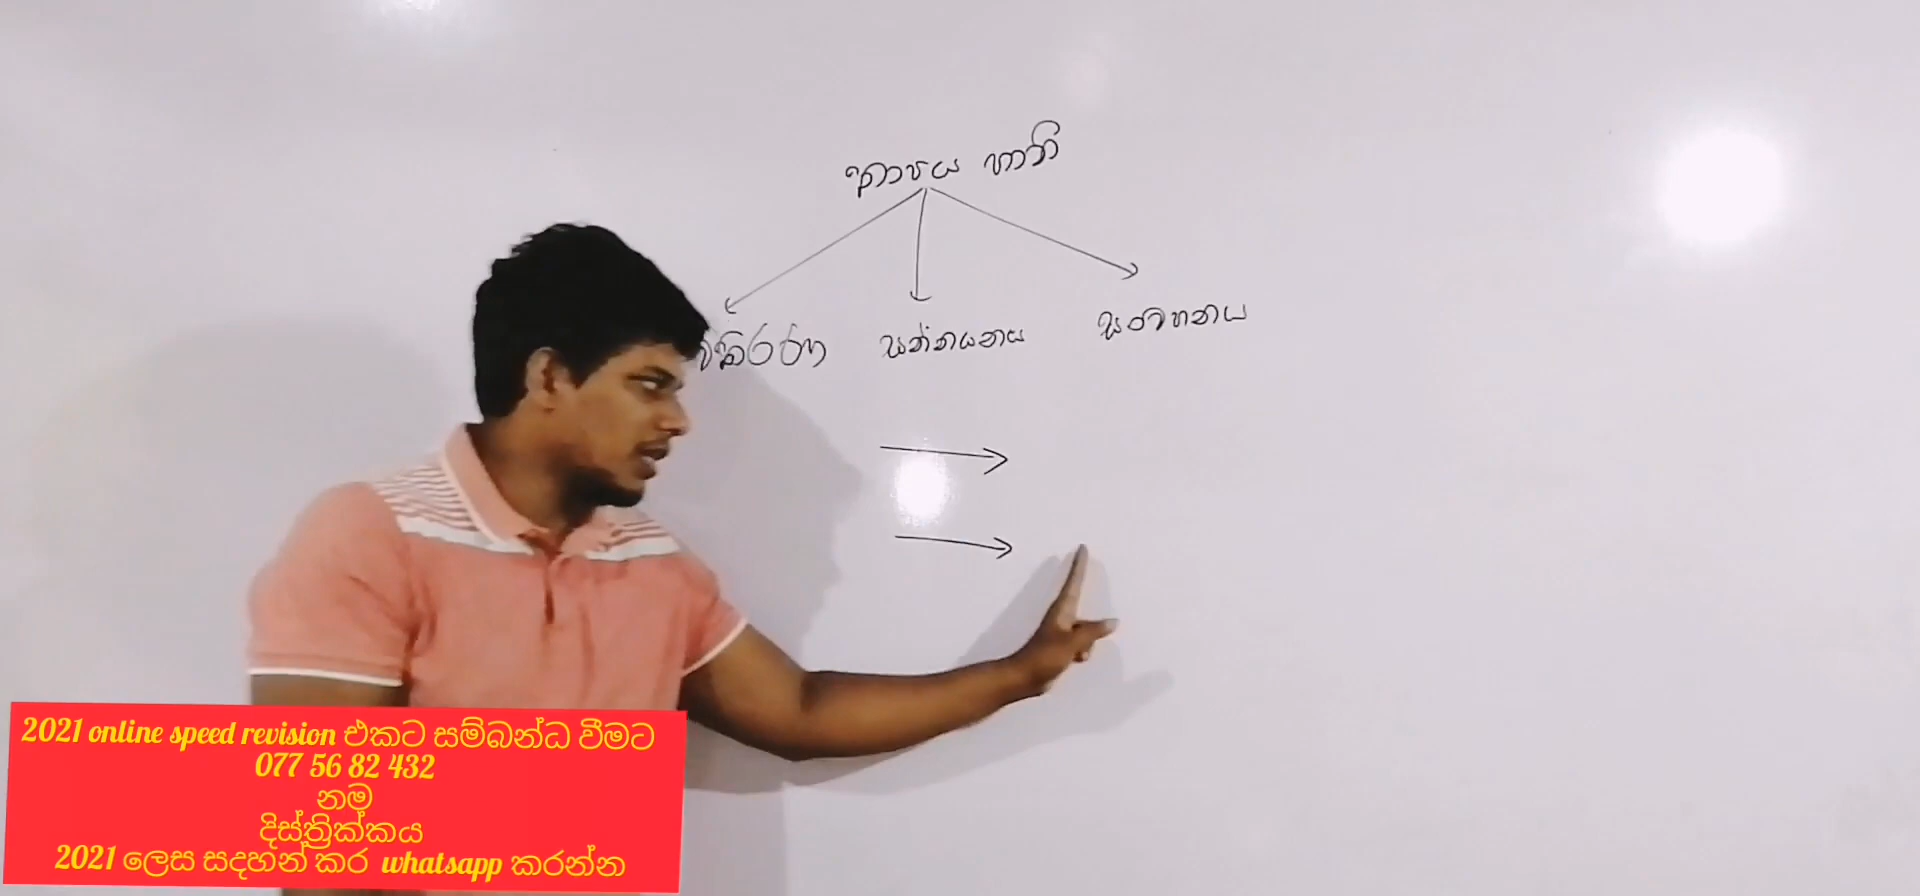 තාපය හානි
විකිරණ සන්නයනය සංවහනය
2021 online speed revision එකට සම්බන්ධ වීමට
077 56 82 432
නම
දිස්ත්‍රික්කය
2021 ලෙස සදහන් කර whatsapp කරන්න